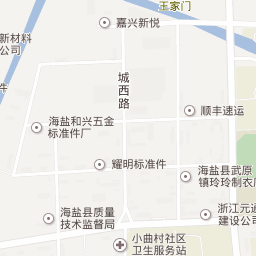 王家门
嘉兴新悦
新材料
公司
城西路
顺丰速运
海盐和兴五金
标准件厂
耀明标准件
件
海盐县武原
镇玲玲制衣厂
海盐县质量
技术监督局
浙江元通
建设公司
小曲村社区
卫生服务站